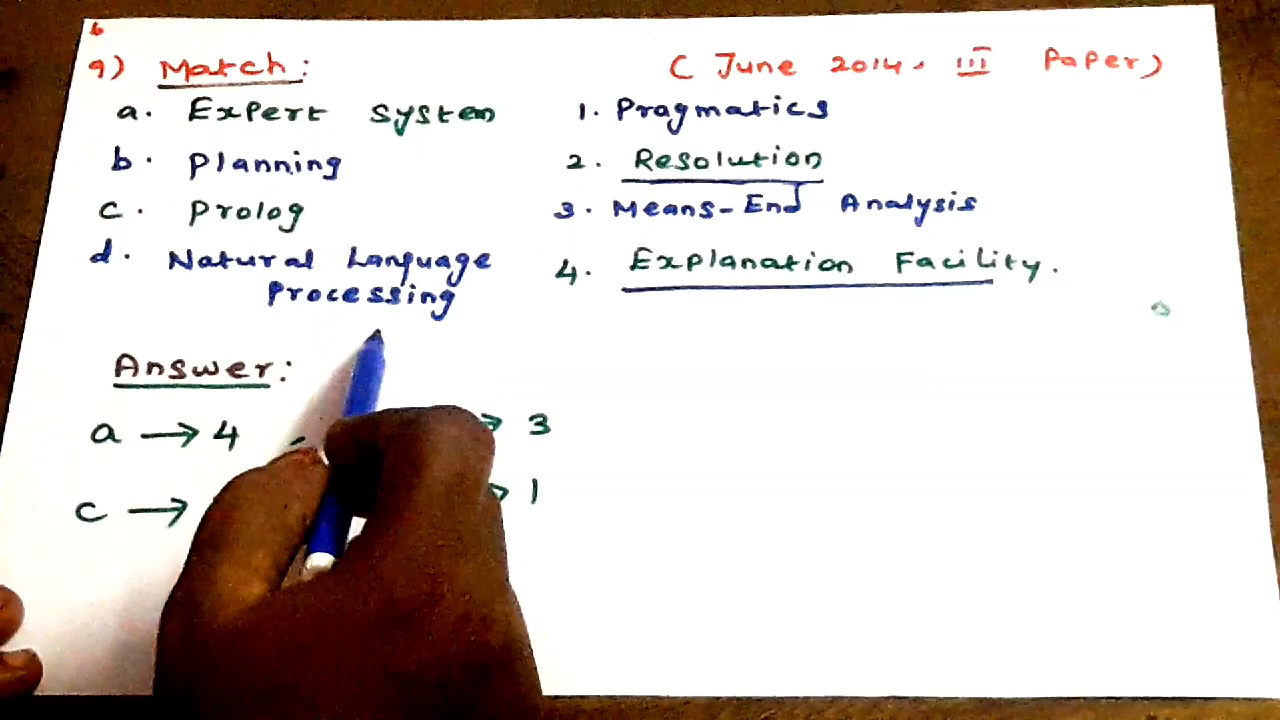 9) Match: ( June 2014. III Paper)
a. Expert System 1. Pragmatics
b. Planning 2. Resolution
c. Prolog 3. Means-End Analysis
d. Natural Language 4. Explanation Facility.
Processing
Answer:
a → 4 → 3
c → → 1